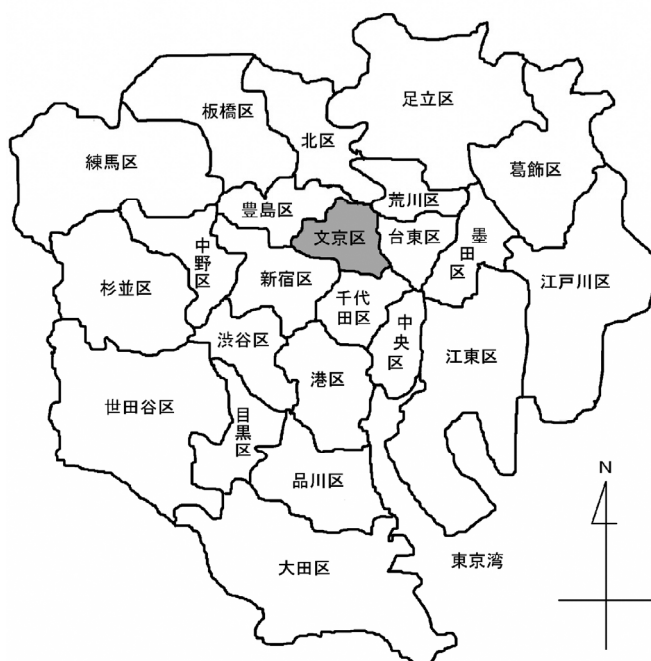 足立区
板橋区
北区
練馬区
葛飾区
荒川区
豊島区
文京区
台東区
墨田区
中野区
杉並区
新宿区
江戸川区
千代
田区
中央区
渋谷区
江東区
港区
世田谷区
目黒区
品川区
N
東京湾
大田区